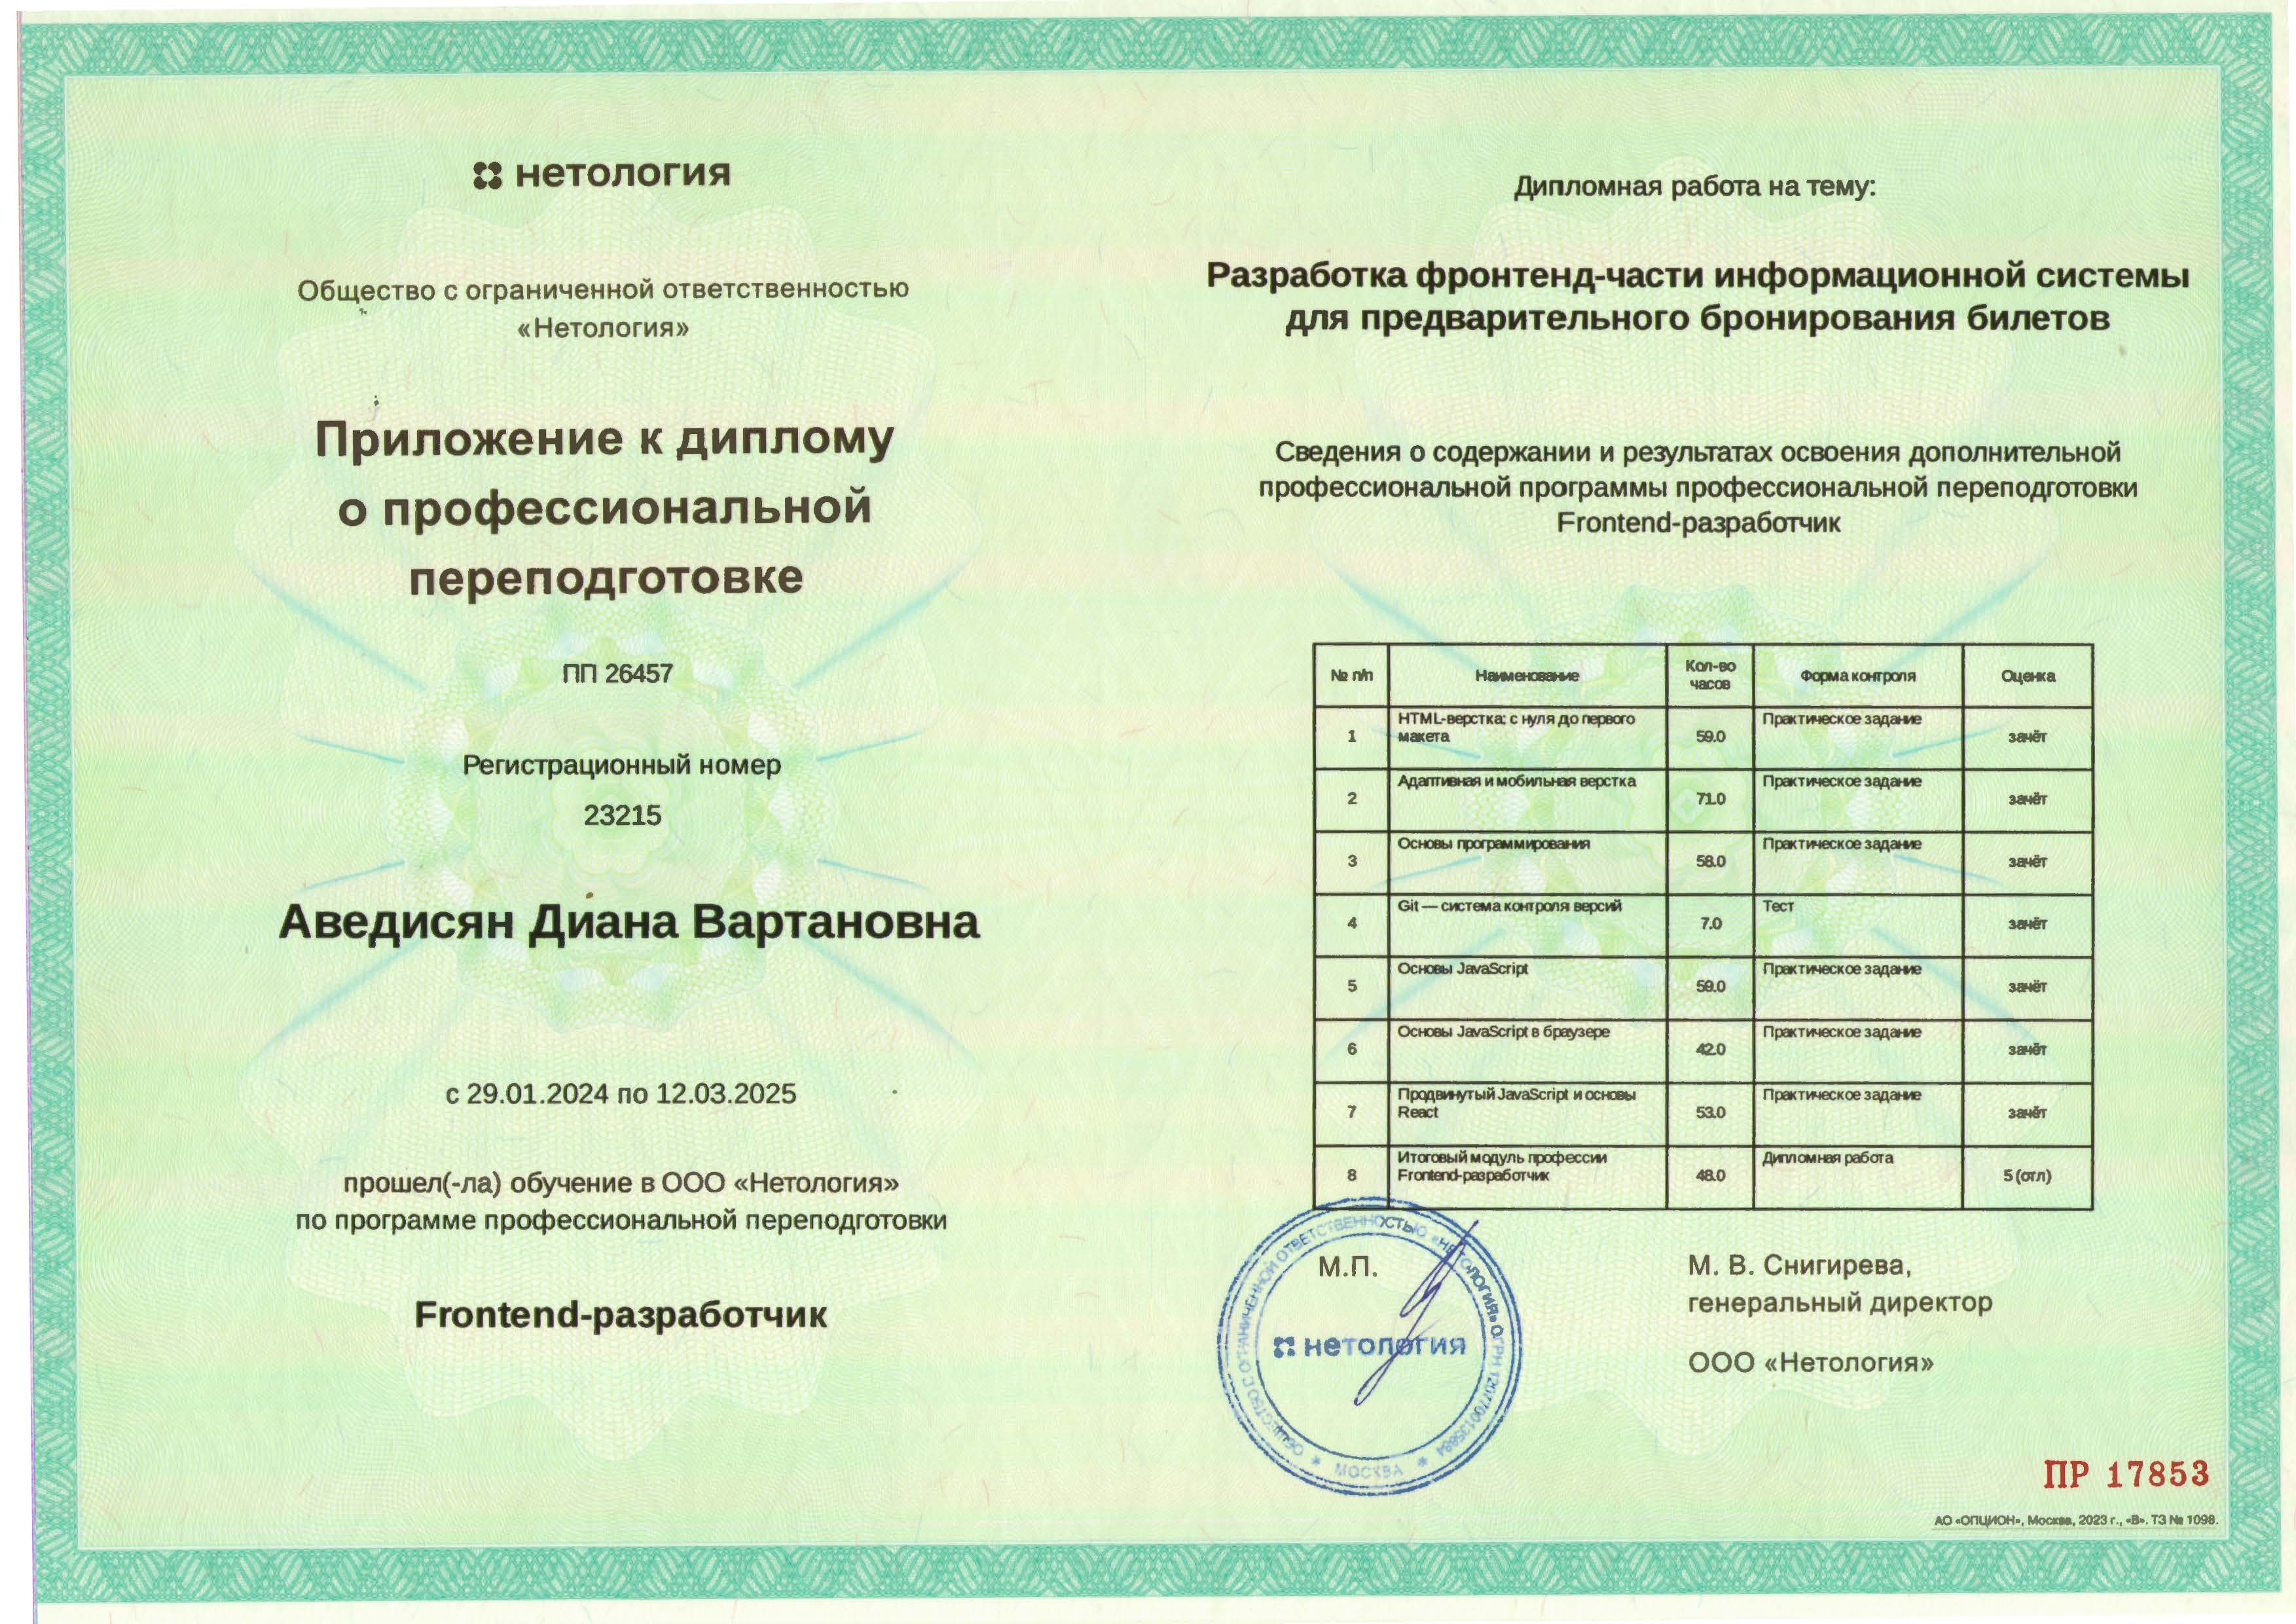 нетология
Общество с ограниченной ответственностью
«Нетология»
Приложение к диплому
о профессиональной
переподготовке
ПП 26457
Регистрационный номер
23215
Аведисян Диана Вартановна
с 29.01.2024 по 12.03.2025
прошел(-ла) обучение в ООО «Нетология»
по программе профессиональной переподготовки
Frontend-разработчик
Дипломная работа на тему:
Разработка фронтенд-части информационной системы
для предварительного бронирования билетов
Сведения о содержании и результатах освоения дополнительной
профессиональной программы профессиональной переподготовки
Frontend-разработчик
№ п/п Наименование Кол-во часов Форма контроля Оценка
1 HTML-верстка: с нуля до первого макета 59.0 Практическое задание зачёт
2 Адаптивная и мобильная верстка 71.0 Практическое задание зачёт
3 Основы программирования 58.0 Практическое задание зачёт
4 Git — система контроля версий 7.0 Тест зачёт
5 Основы JavaScript 59.0 Практическое задание зачёт
6 Основы JavaScript в браузере 42.0 Практическое задание зачёт
7 Продвинутый JavaScript и основы React 53.0 Практическое задание зачёт
8 Итоговый модуль профессии Frontend-разработчик 48.0 Дипломная работа 5 (отл)
М.П.
ОБЩЕСТВО С ОГРАНИЧЕННОЙ ОТВЕТСТВЕННОСТЬЮ «НЕТОЛОГИЯ» ОГРН 1207700135884
нетология
МОСКВА
М. В. Снигирева,
генеральный директор
ООО «Нетология»
ПР 17853
АО «ОПЦИОН», Москва, 2023 г., «В». ТЗ № 1098.